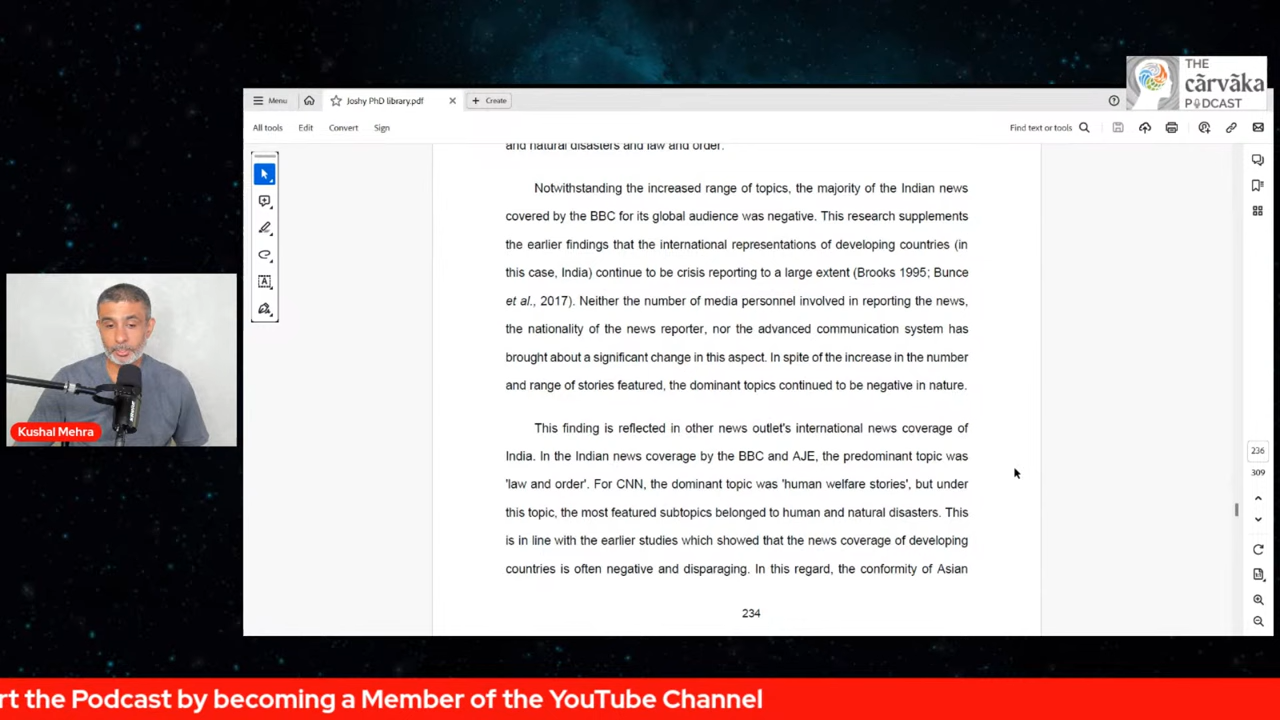 THE
cārvāka
PODCAST
Menu
Joshy PhD library.pdf
Create
All tools
Edit
Convert
Sign
Find text or tools
and natural disasters and law and order.
Notwithstanding the increased range of topics, the majority of the Indian news
covered by the BBC for its global audience was negative. This research supplements
the earlier findings that the international representations of developing countries (in
this case, India) continue to be crisis reporting to a large extent (Brooks 1995; Bunce
et al., 2017). Neither the number of media personnel involved in reporting the news,
the nationality of the news reporter, nor the advanced communication system has
brought about a significant change in this aspect. In spite of the increase in the number
and range of stories featured, the dominant topics continued to be negative in nature.
This finding is reflected in other news outlet's international news coverage of
India. In the Indian news coverage by the BBC and AJE, the predominant topic was
'law and order'. For CNN, the dominant topic was 'human welfare stories', but under
this topic, the most featured subtopics belonged to human and natural disasters. This
is in line with the earlier studies which showed that the news coverage of developing
countries is often negative and disparaging. In this regard, the conformity of Asian
234
236
309
Kushal Mehra
rt the Podcast by becoming a Member of the YouTube Channel